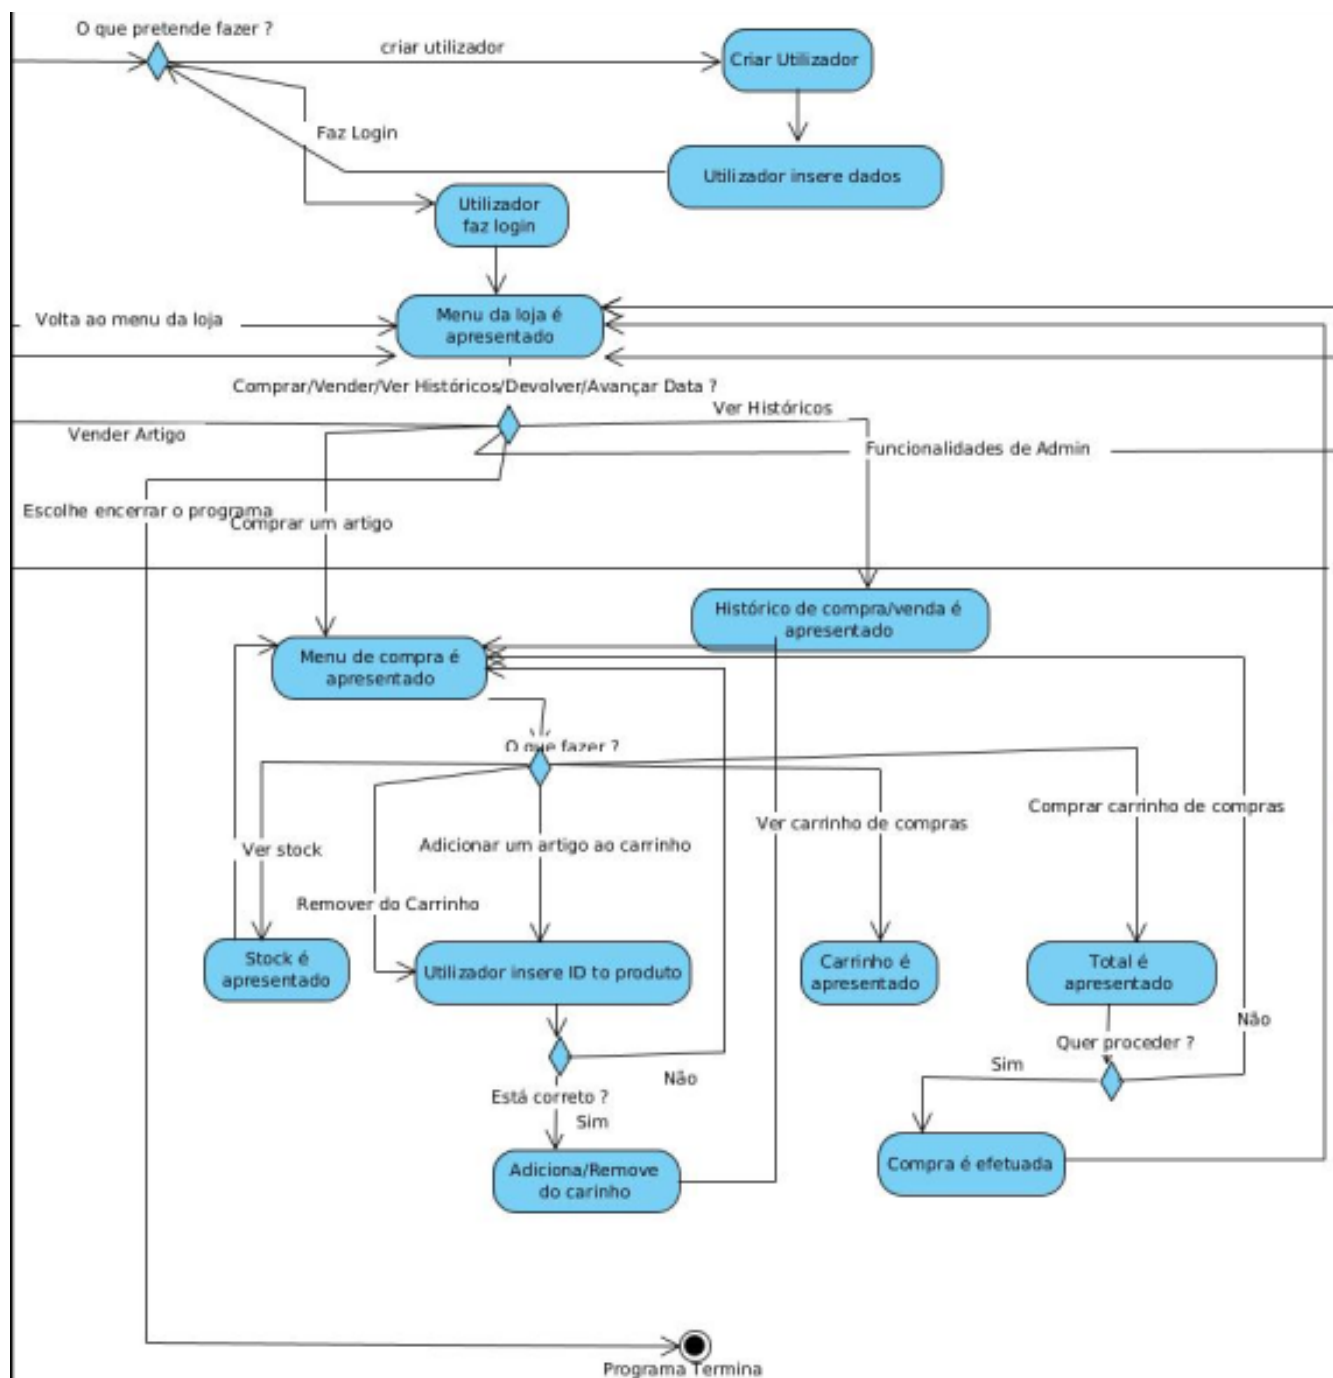 O que pretende fazer ?
criar utilizador
Criar Utilizador
Faz Login
Utilizador insere dados
Utilizador
faz login
Volta ao menu da loja
Menu da loja é
apresentado
Comprar/Vender/Ver Históricos/Devolver/Avançar Data ?
Ver Históricos
Vender Artigo
Funcionalidades de Admin
Escolhe encerrar o programa
Comprar um artigo
Histórico de compra/venda é
apresentado
Menu de compra é
apresentado
O que fazer ?
Comprar carrinho de compras
Ver carrinho de compras
Adicionar um artigo ao carrinho
Ver stock
Remover do Carrinho
Stock é
apresentado
Utilizador insere ID to produto
Carrinho é
apresentado
Total é
apresentado
Não
Quer proceder ?
Sim
Não
Está correto ?
Sim
Adiciona/Remove
do carinho
Compra é efetuada
Programa Termina